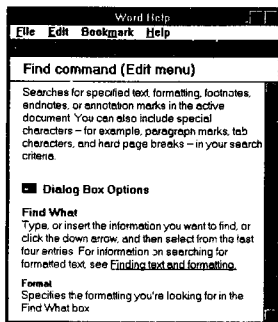 Word Help
File Edit Bookmark Help
Find command (Edit menu)
Searches for specified text, formatting, footnotes,
endnotes, or annotation marks in the active
document. You can also include special
characters – for example, paragraph marks, tab
characters, and hard page breaks – in your search
criteria.
Dialog Box Options
Find What
Type, or insert the information you want to find, or
click the down arrow, and then select from the last
four entries. For information on searching for
formatted text, see Finding text and formatting.
Format
Specifies the formatting you're looking for in the
Find What box